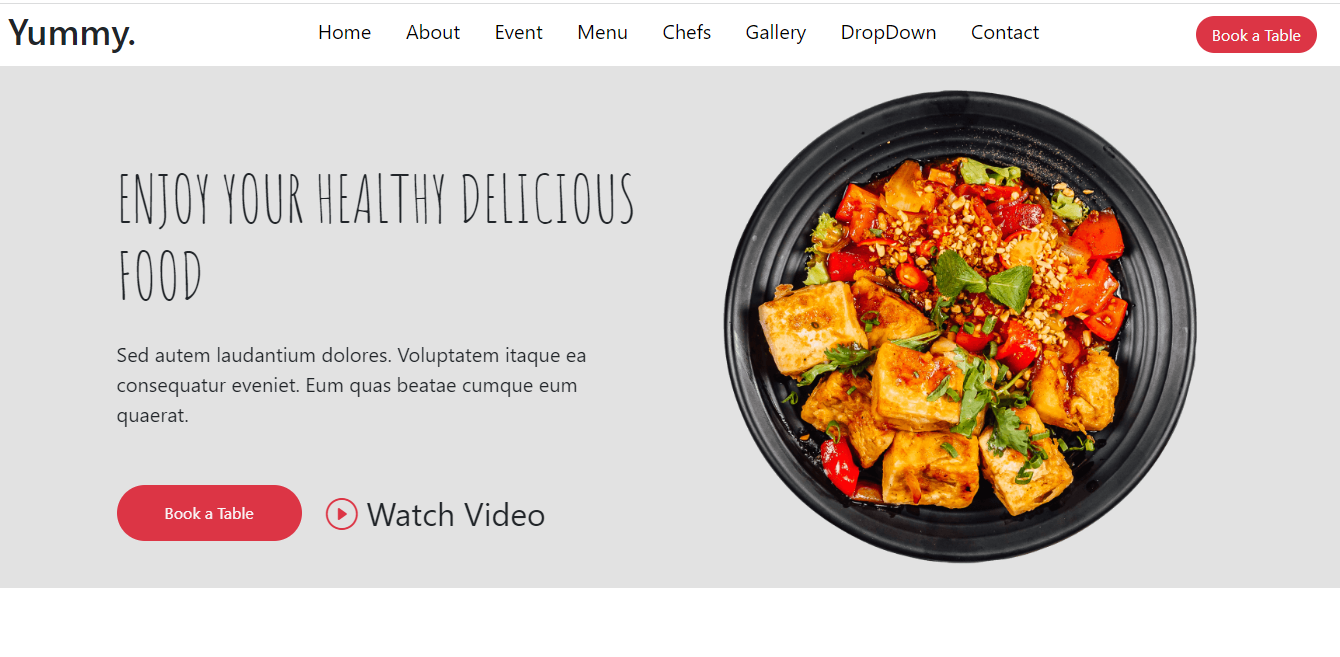 Yummy.
Home About Event Menu Chefs Gallery DropDown Contact
Book a Table
ENJOY YOUR HEALTHY DELICIOUS
FOOD
Sed autem laudantium dolores. Voluptatem itaque ea
consequatur eveniet. Eum quas beatae cumque eum
quaerat.
Book a Table
Watch Video